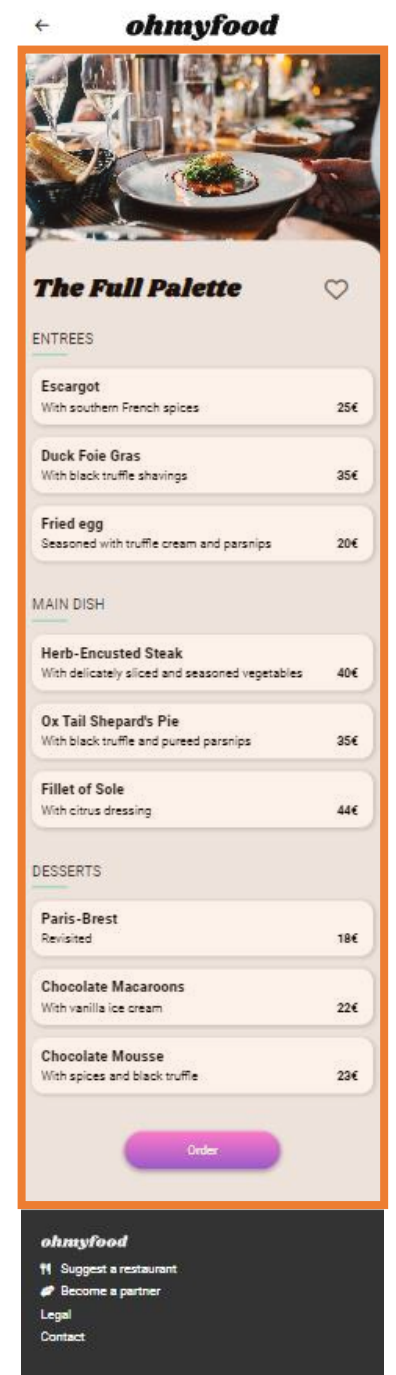 ohmyfood
The Full Palette
ENTREES
Escargot
With southern French spices 25€
Duck Foie Gras
With black truffle shavings 35€
Fried egg
Seasoned with truffle cream and parsnips 20€
MAIN DISH
Herb-Encusted Steak
With delicately sliced and seasoned vegetables 40€
Ox Tail Shepard's Pie
With black truffle and pureed parsnips 35€
Fillet of Sole
With citrus dressing 44€
DESSERTS
Paris-Brest
Revisited 18€
Chocolate Macaroons
With vanilla ice cream 22€
Chocolate Mousse
With spices and black truffle 23€
Order
ohmyfood
Suggest a restaurant
Become a partner
Legal
Contact